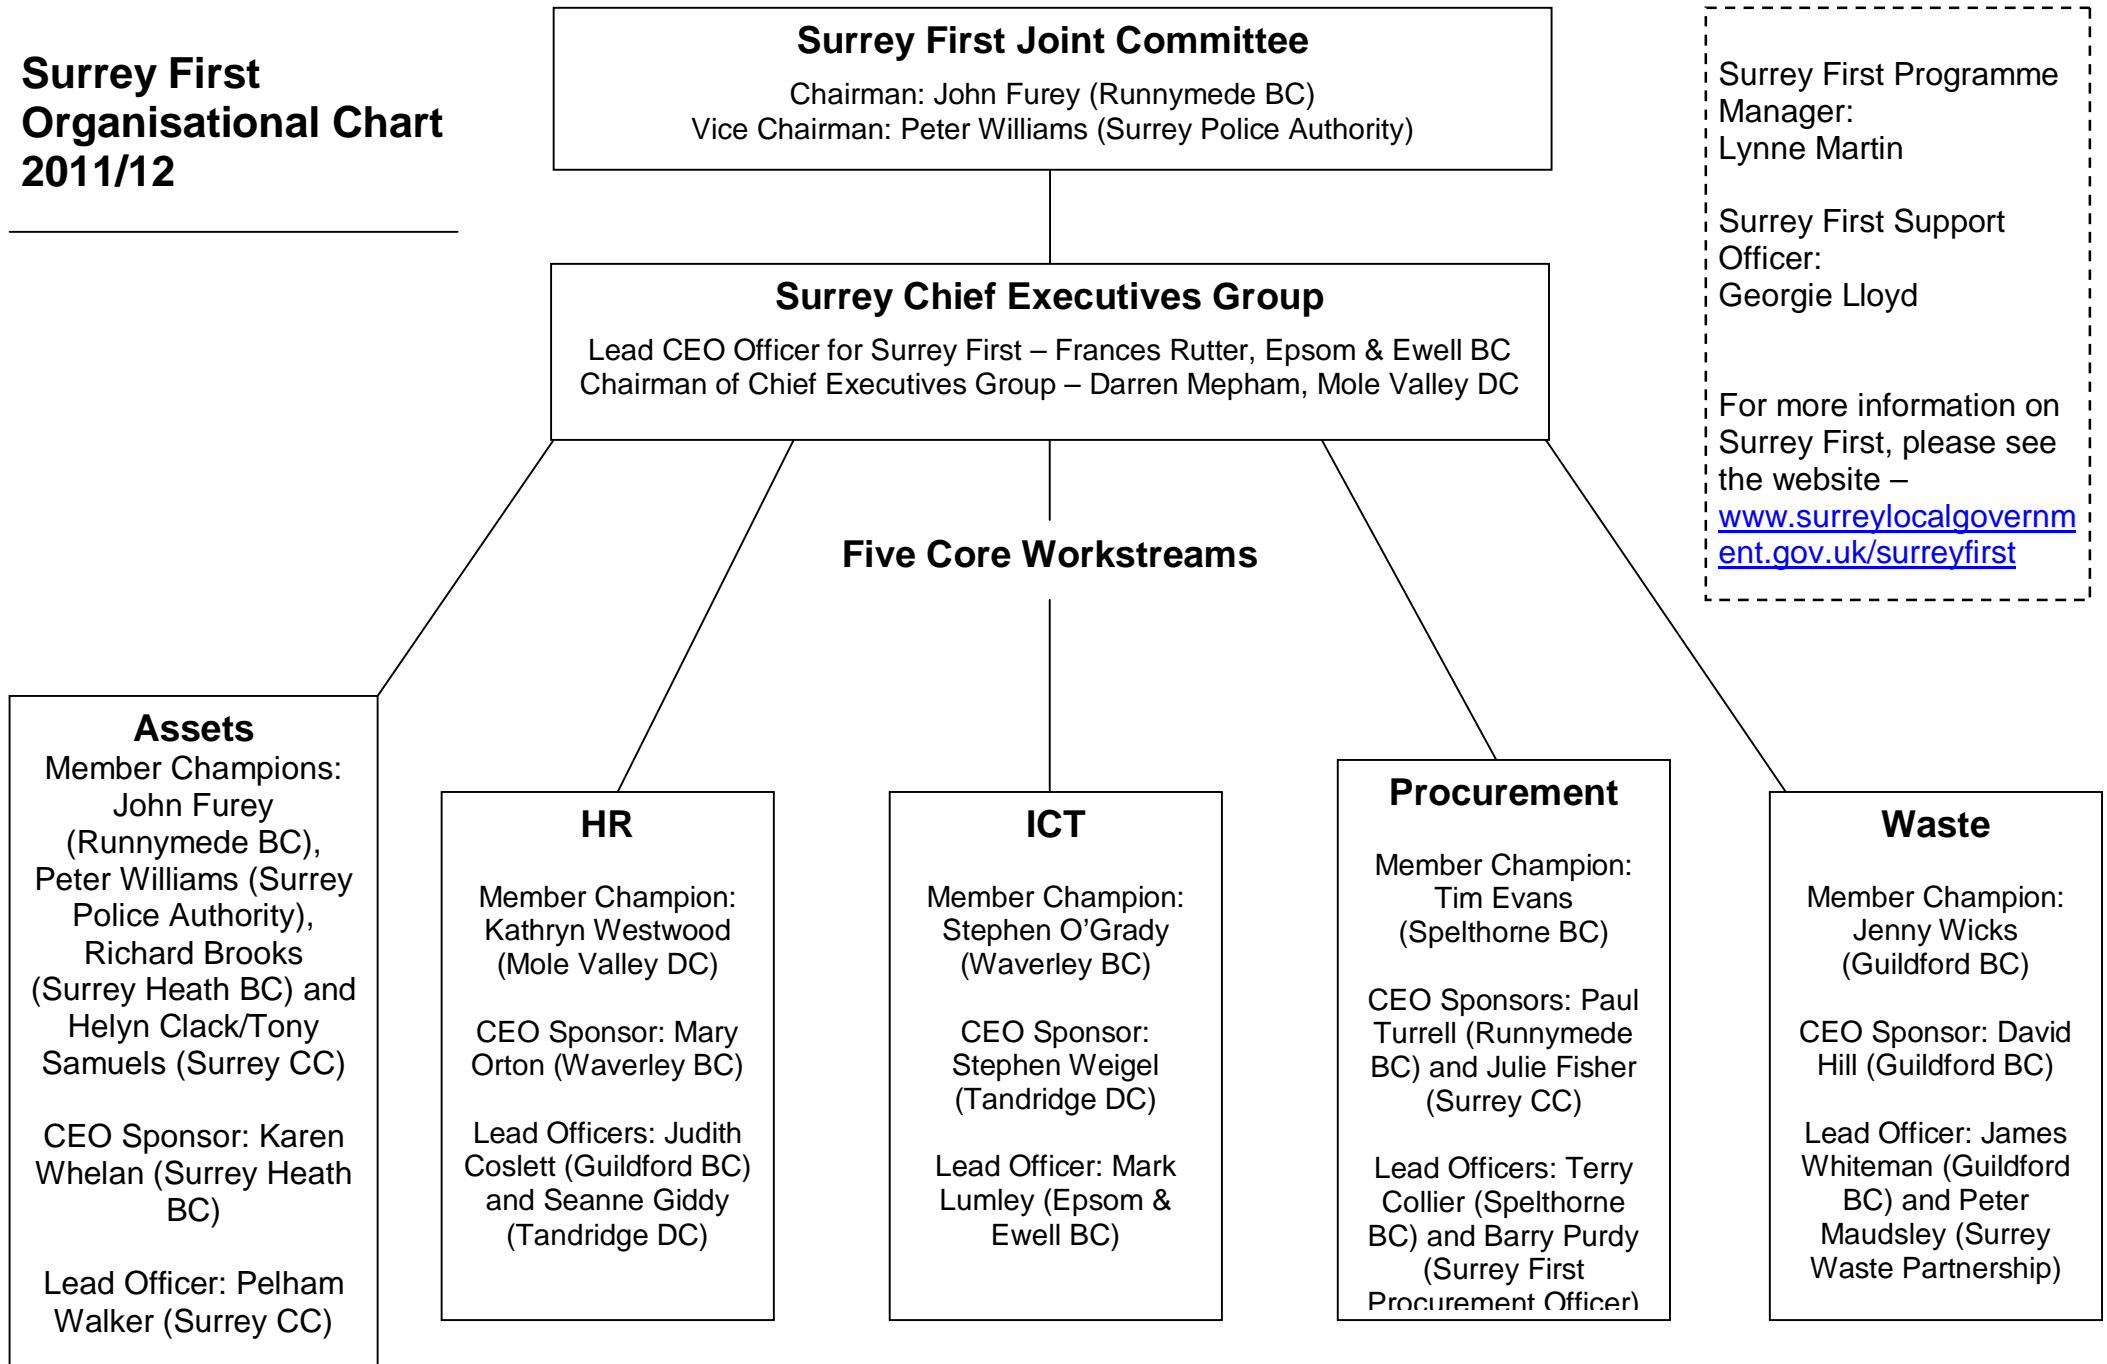 Surrey First
Organisational Chart
2011/12
Surrey First Joint Committee
Chairman: John Furey (Runnymede BC)
Vice Chairman: Peter Williams (Surrey Police Authority)
Surrey First Programme
Manager:
Lynne Martin
Surrey First Support
Officer:
Georgie Lloyd
For more information on
Surrey First, please see
the website –
www.surreylocalgovernm
ent.gov.uk/surreyfirst
Surrey Chief Executives Group
Lead CEO Officer for Surrey First – Frances Rutter, Epsom & Ewell BC
Chairman of Chief Executives Group – Darren Mepham, Mole Valley DC
Five Core Workstreams
Assets
Member Champions:
John Furey
(Runnymede BC),
Peter Williams (Surrey
Police Authority),
Richard Brooks
(Surrey Heath BC) and
Helyn Clack/Tony
Samuels (Surrey CC)
CEO Sponsor: Karen
Whelan (Surrey Heath
BC)
Lead Officer: Pelham
Walker (Surrey CC)
HR
Member Champion:
Kathryn Westwood
(Mole Valley DC)
CEO Sponsor: Mary
Orton (Waverley BC)
Lead Officers: Judith
Coslett (Guildford BC)
and Seanne Giddy
(Tandridge DC)
ICT
Member Champion:
Stephen O’Grady
(Waverley BC)
CEO Sponsor:
Stephen Weigel
(Tandridge DC)
Lead Officer: Mark
Lumley (Epsom &
Ewell BC)
Procurement
Member Champion:
Tim Evans
(Spelthorne BC)
CEO Sponsors: Paul
Turrell (Runnymede
BC) and Julie Fisher
(Surrey CC)
Lead Officers: Terry
Collier (Spelthorne
BC) and Barry Purdy
(Surrey First
Procurement Officer)
Waste
Member Champion:
Jenny Wicks
(Guildford BC)
CEO Sponsor: David
Hill (Guildford BC)
Lead Officer: James
Whiteman (Guildford
BC) and Peter
Maudsley (Surrey
Waste Partnership)